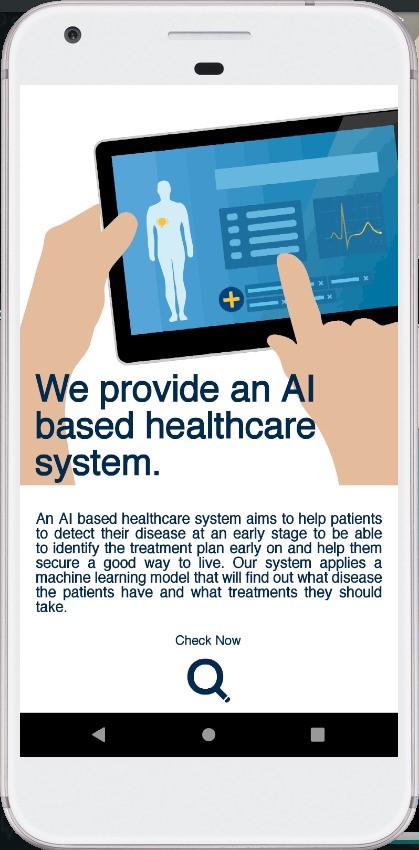 We provide an AI
based healthcare
system.
An AI based healthcare system aims to help patients
to detect their disease at an early stage to be able
to identify the treatment plan early on and help them
secure a good way to live. Our system applies a
machine learning model that will find out what disease
the patients have and what treatments they should
take.
Check Now